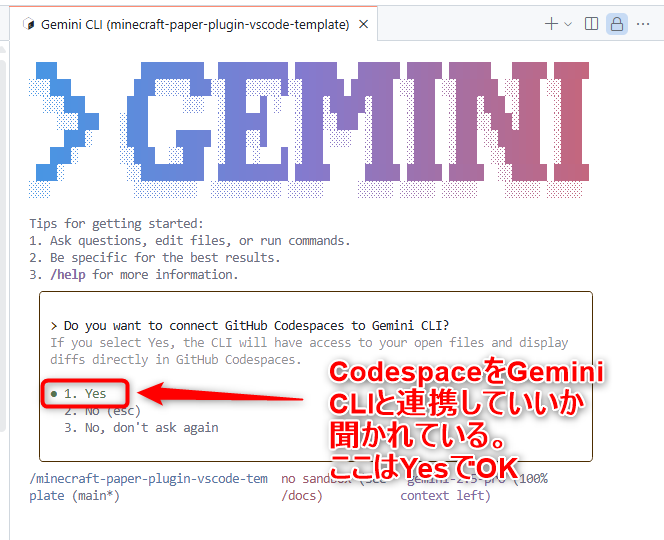 Gemini CLI (minecraft-paper-plugin-vscode-template)
> GEMINI
Tips for getting started:
1. Ask questions, edit files, or run commands.
2. Be specific for the best results.
3. /help for more information.
> Do you want to connect GitHub Codespaces to Gemini CLI?
If you select Yes, the CLI will have access to your open files and display
diffs directly in GitHub Codespaces.
● 1. Yes
2. No (esc)
3. No, don't ask again
CodespaceをGemini
CLIと連携していいか
聞かれている。
ここはYesでOK
/minecraft-paper-plugin-vscode-tem no sandbox (see gemini-2.5-pro (100%
plate (main*) /docs) context left)